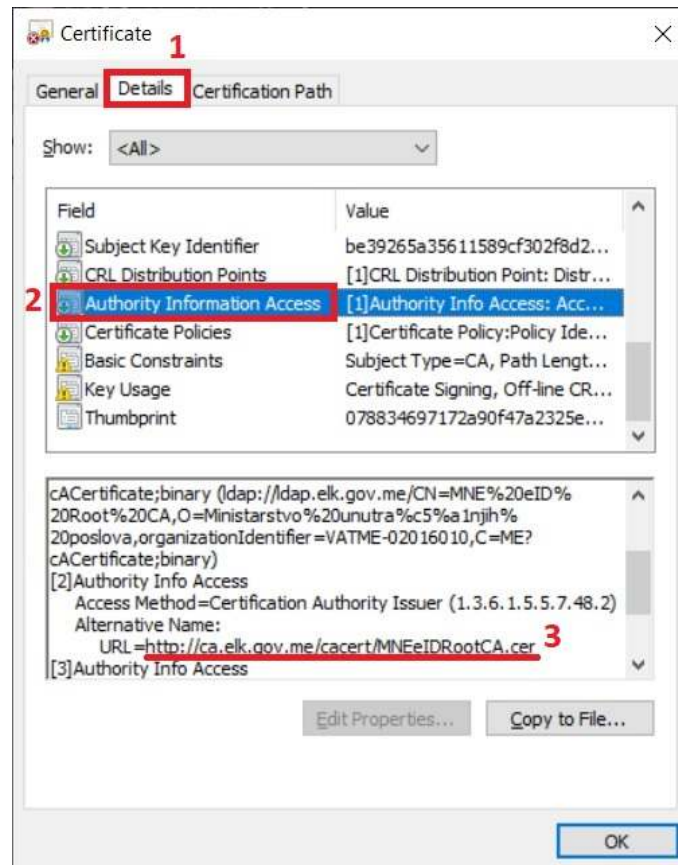 Certificate
1
General Details Certification Path
Show: <All>
Field Value
Subject Key Identifier be39265a35611589cf302f8d2...
CRL Distribution Points [1]CRL Distribution Point: Distr...
2 Authority Information Access [1]Authority Info Access: Acc...
Certificate Policies [1]Certificate Policy:Policy Ide...
Basic Constraints Subject Type=CA, Path Lengt...
Key Usage Certificate Signing, Off-line CR...
Thumbprint 078834697172a90f47a2325e...
cACertificate;binary (ldap://ldap.elk.gov.me/CN=MNE%20eID%
20Root%20CA,O=Ministarstvo%20unutra%c5%a1njih%
20poslova,organizationIdentifier=VATME-02016010,C=ME?
cACertificate;binary)
[2]Authority Info Access
Access Method=Certification Authority Issuer (1.3.6.1.5.5.7.48.2)
Alternative Name:
URL=http://ca.elk.gov.me/cacert/MNEeIDRootCA.cer 3
[3]Authority Info Access
Edit Properties... Copy to File...
OK